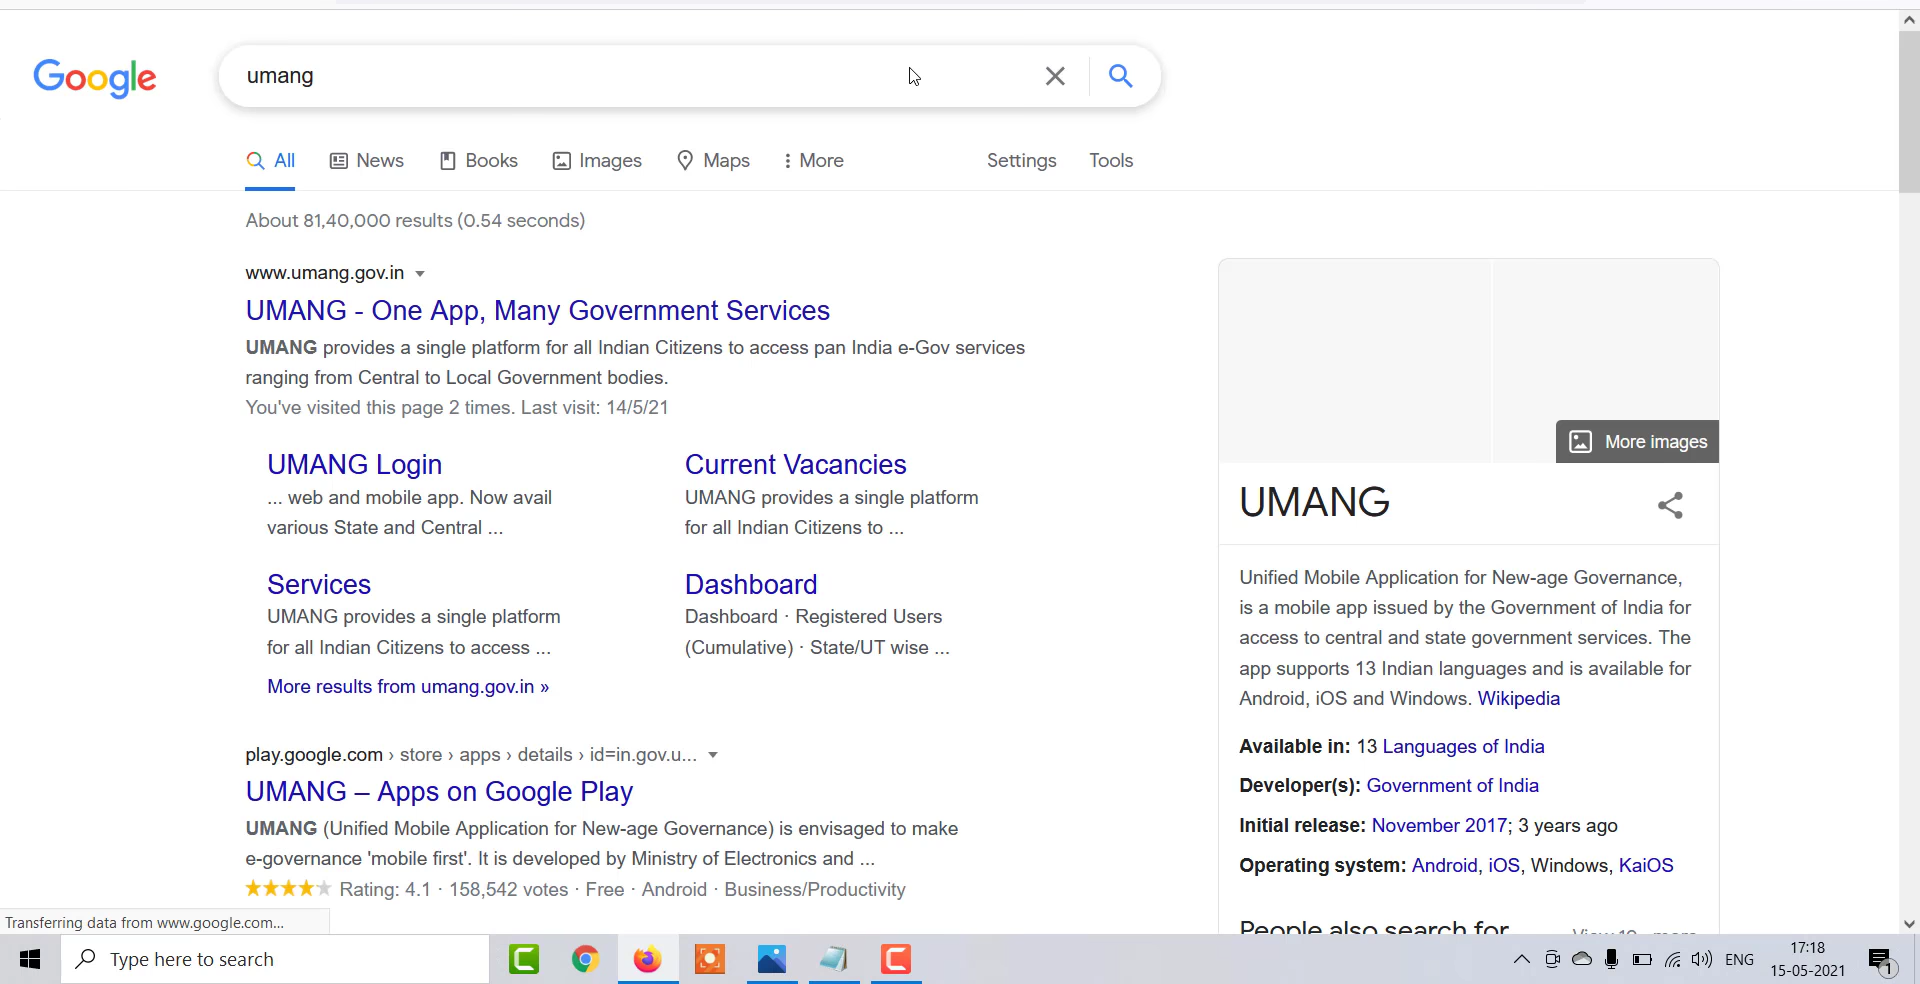 Google
umang
All News Books Images Maps More Settings Tools
About 81,40,000 results (0.54 seconds)
www.umang.gov.in
UMANG - One App, Many Government Services
UMANG provides a single platform for all Indian Citizens to access pan India e-Gov services
ranging from Central to Local Government bodies.
You've visited this page 2 times. Last visit: 14/5/21
UMANG Login
... web and mobile app. Now avail
various State and Central ...
Current Vacancies
UMANG provides a single platform
for all Indian Citizens to ...
Services
UMANG provides a single platform
for all Indian Citizens to access ...
Dashboard
Dashboard · Registered Users
(Cumulative) · State/UT wise ...
More results from umang.gov.in »
play.google.com › store › apps › details › id=in.gov.u...
UMANG – Apps on Google Play
UMANG (Unified Mobile Application for New-age Governance) is envisaged to make
e-governance 'mobile first'. It is developed by Ministry of Electronics and ...
Rating: 4.1 · 158,542 votes · Free · Android · Business/Productivity
More images
UMANG
Unified Mobile Application for New-age Governance,
is a mobile app issued by the Government of India for
access to central and state government services. The
app supports 13 Indian languages and is available for
Android, iOS and Windows. Wikipedia
Available in: 13 Languages of India
Developer(s): Government of India
Initial release: November 2017; 3 years ago
Operating system: Android, iOS, Windows, KaiOS
People also search for
Transferring data from www.google.com...
Type here to search
ENG
17:18
15-05-2021
1